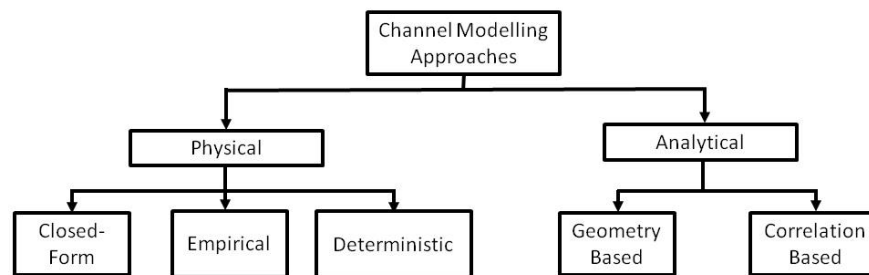 Channel Modelling
Approaches
Physical
Analytical
Closed-
Form
Empirical
Deterministic
Geometry
Based
Correlation
Based